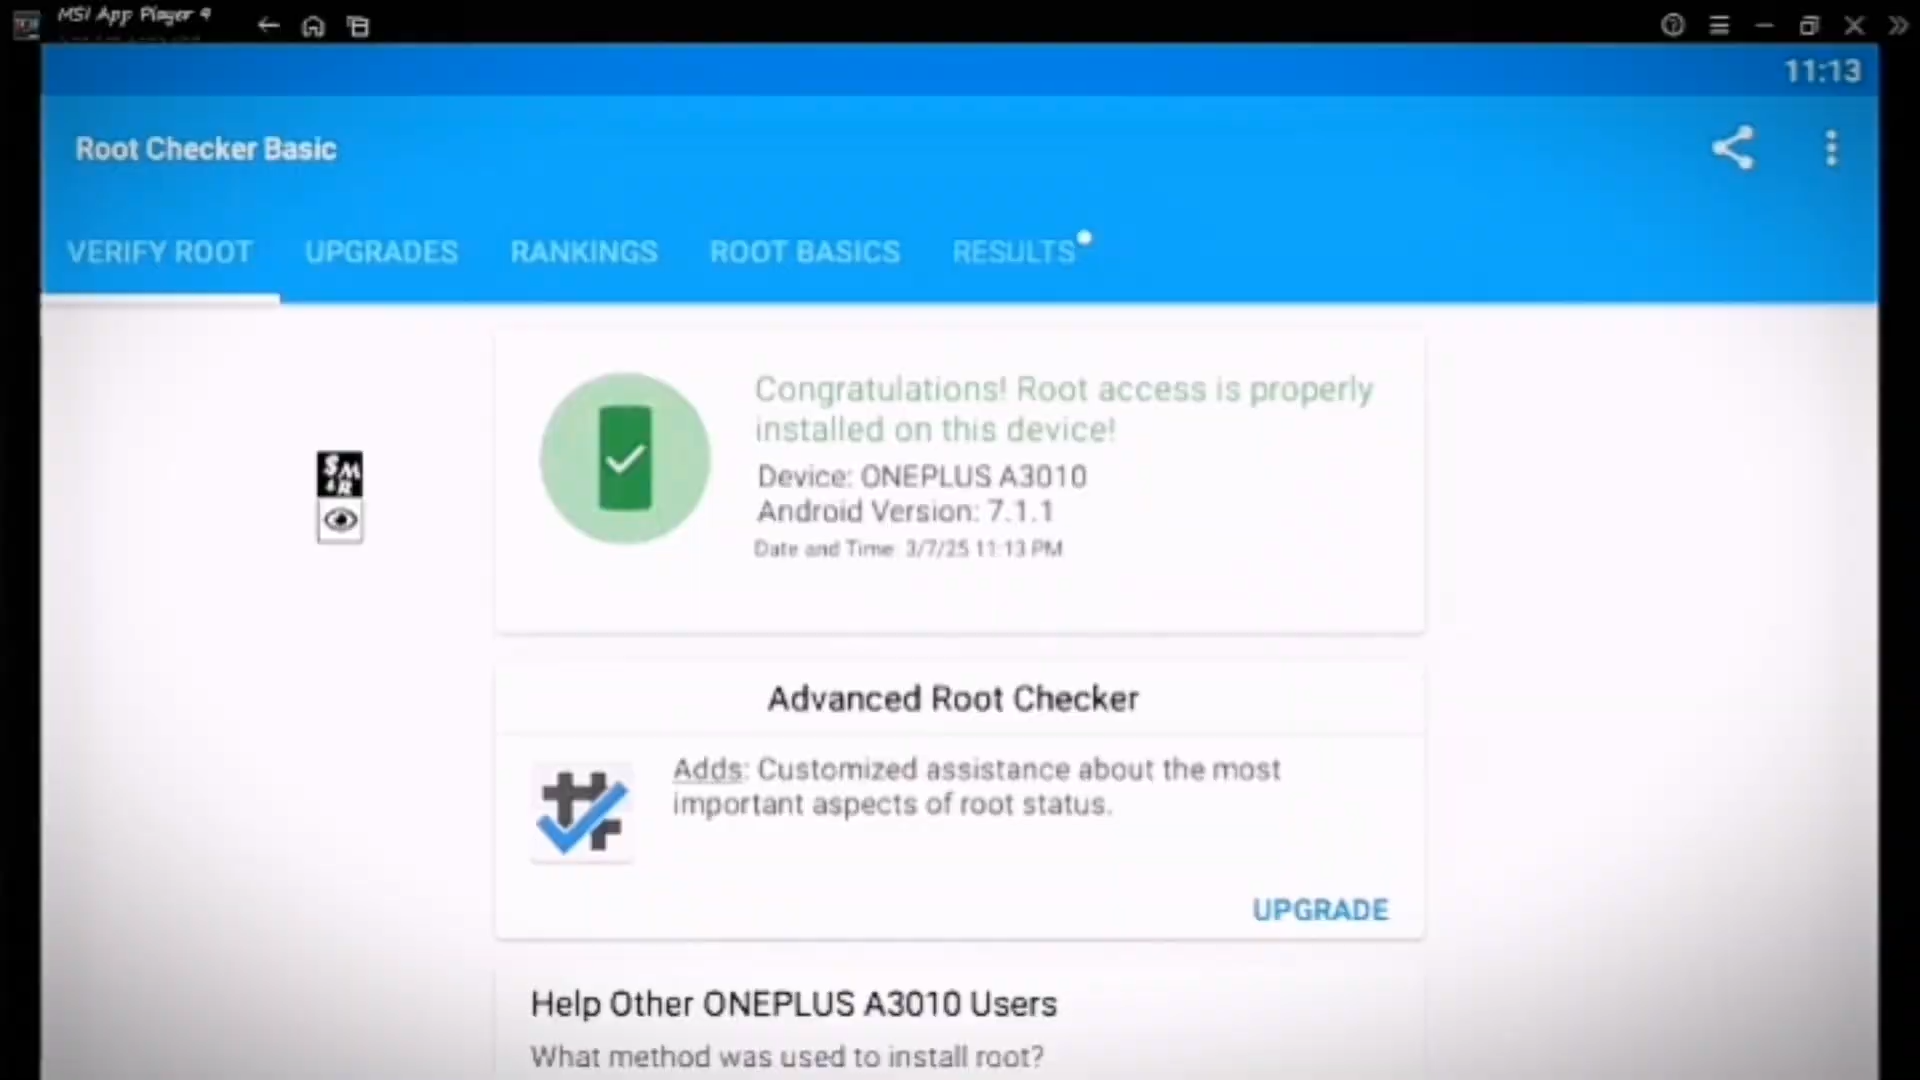 MSI App Player 4
11:13
Root Checker Basic
VERIFY ROOT
UPGRADES
RANKINGS
ROOT BASICS
RESULTS
Congratulations! Root access is properly
installed on this device!
Device: ONEPLUS A3010
Android Version: 7.1.1
Date and Time: 3/7/25 11:13 PM
Advanced Root Checker
Adds: Customized assistance about the most
important aspects of root status.
UPGRADE
Help Other ONEPLUS A3010 Users
What method was used to install root?